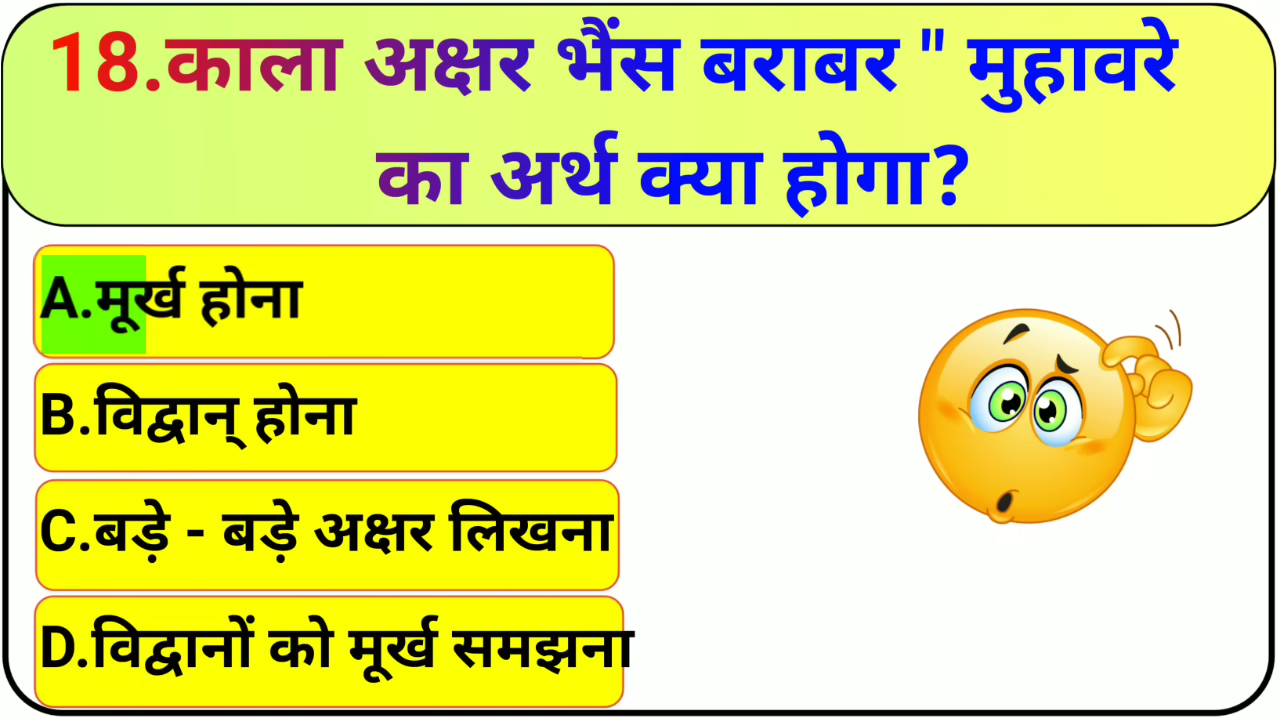 18.काला अक्षर भैंस बराबर " मुहावरे
का अर्थ क्या होगा?
A.मूर्ख होना
B.विद्वान् होना
C.बड़े - बड़े अक्षर लिखना
D.विद्वानों को मूर्ख समझना